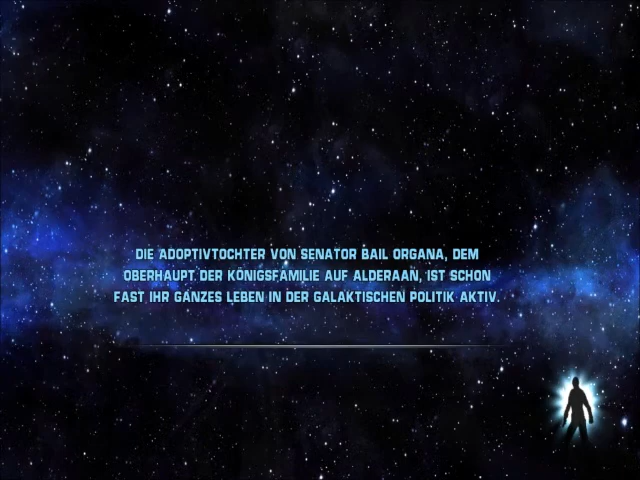 DIE ADOPTIVTOCHTER VON SENATOR BAIL ORGANA, DEM
OBERHAUPT DER KÖNIGSFAMILIE AUF ALDERAAN, IST SCHON
FAST IHR GANZES LEBEN IN DER GALAKTISCHEN POLITIK AKTIV.